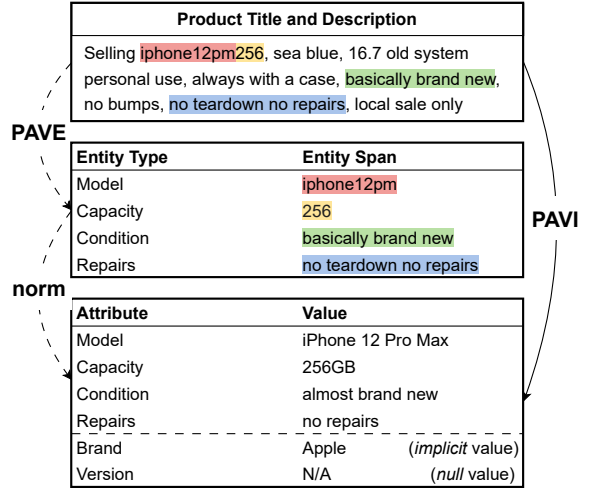 Product Title and Description
Selling iphone12pm256, sea blue, 16.7 old system
personal use, always with a case, basically brand new,
no bumps, no teardown no repairs, local sale only
PAVE
Entity Type Entity Span
Model iphone12pm
Capacity 256
Condition basically brand new
Repairs no teardown no repairs
PAVI
norm
Attribute Value
Model iPhone 12 Pro Max
Capacity 256GB
Condition almost brand new
Repairs no repairs
Brand Apple (implicit value)
Version N/A (null value)